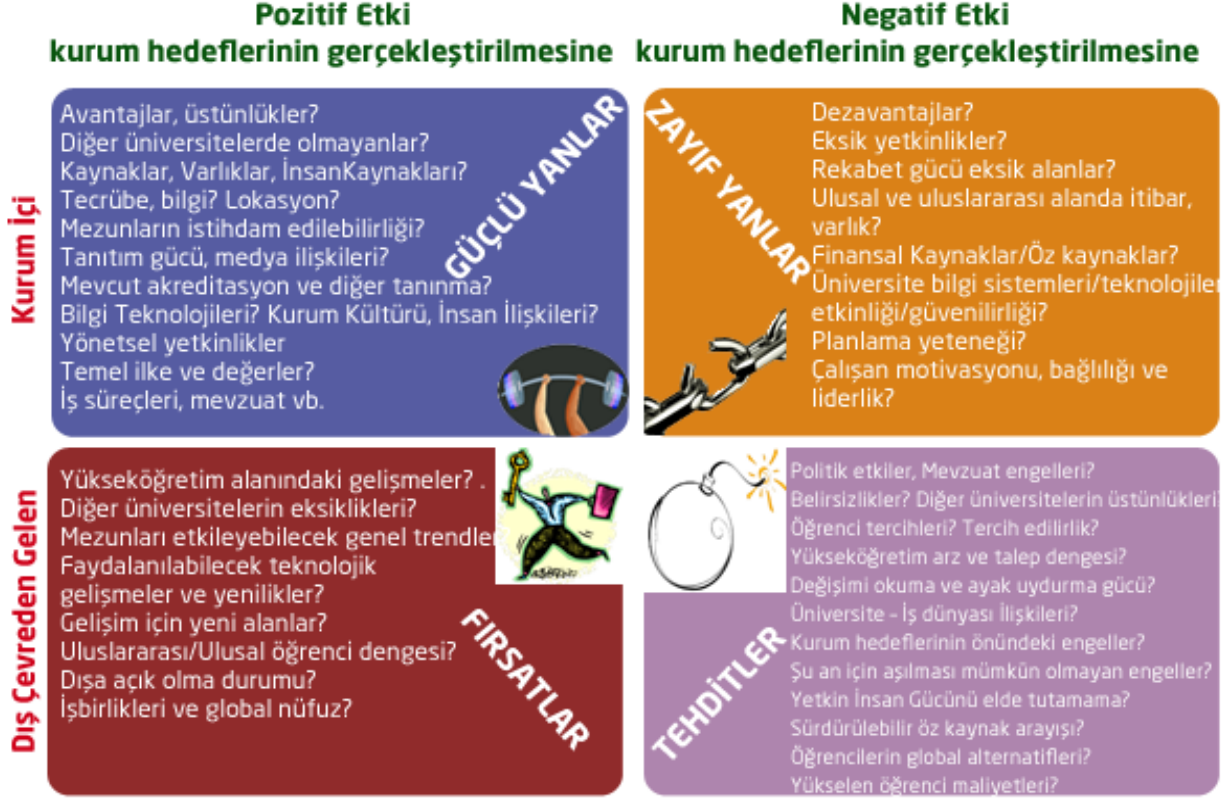 Pozitif Etki
kurum hedeflerinin gerçekleştirilmesine
Negatif Etki
kurum hedeflerinin gerçekleştirilmesine
Kurum İçi
Avantajlar, üstünlükler?
Diğer üniversitelerde olmayanlar?
Kaynaklar, Varlıklar, İnsanKaynakları?
Tecrübe, bilgi? Lokasyon?
Mezunların istihdam edilebilirliği?
Tanıtım gücü, medya ilişkileri?
Mevcut akreditasyon ve diğer tanınma?
Bilgi Teknolojileri? Kurum Kültürü, İnsan İlişkileri?
Yönetsel yetkinlikler
Temel ilke ve değerler?
İş süreçleri, mevzuat vb.
GÜÇLÜ YANLAR
ZAYIF YANLAR
Dezavantajlar?
Eksik yetkinlikler?
Rekabet gücü eksik alanlar?
Ulusal ve uluslararası alanda itibar,
varlık?
Finansal Kaynaklar/Öz kaynaklar?
Üniversite bilgi sistemleri/teknolojiler
etkinliği/güvenilirliği?
Planlama yeteneği?
Çalışan motivasyonu, bağlılığı ve
liderlik?
Dış Çevreden Gelen
Yükseköğretim alanındaki gelişmeler? .
Diğer üniversitelerin eksiklikleri?
Mezunları etkileyebilecek genel trendler
Faydalanılabilecek teknolojik
gelişmeler ve yenilikler?
Gelişim için yeni alanlar?
Uluslararası/Ulusal öğrenci dengesi?
Dışa açık olma durumu?
İşbirlikleri ve global nüfuz?
FIRSATLAR
TEHDİTLER
Politik etkiler, Mevzuat engelleri?
Belirsizlikler? Diğer üniversitelerin üstünlükleri
Öğrenci tercihleri? Tercih edilirlik?
Yükseköğretim arz ve talep dengesi?
Değişimi okuma ve ayak uydurma gücü?
Üniversite – İş dünyası İlişkileri?
Kurum hedeflerinin önündeki engeller?
Şu an için aşılması mümkün olmayan engeller?
Yetkin İnsan Gücünü elde tutamama?
Sürdürülebilir öz kaynak arayışı?
Öğrencilerin global alternatifleri?
Yükselen öğrenci maliyetleri?